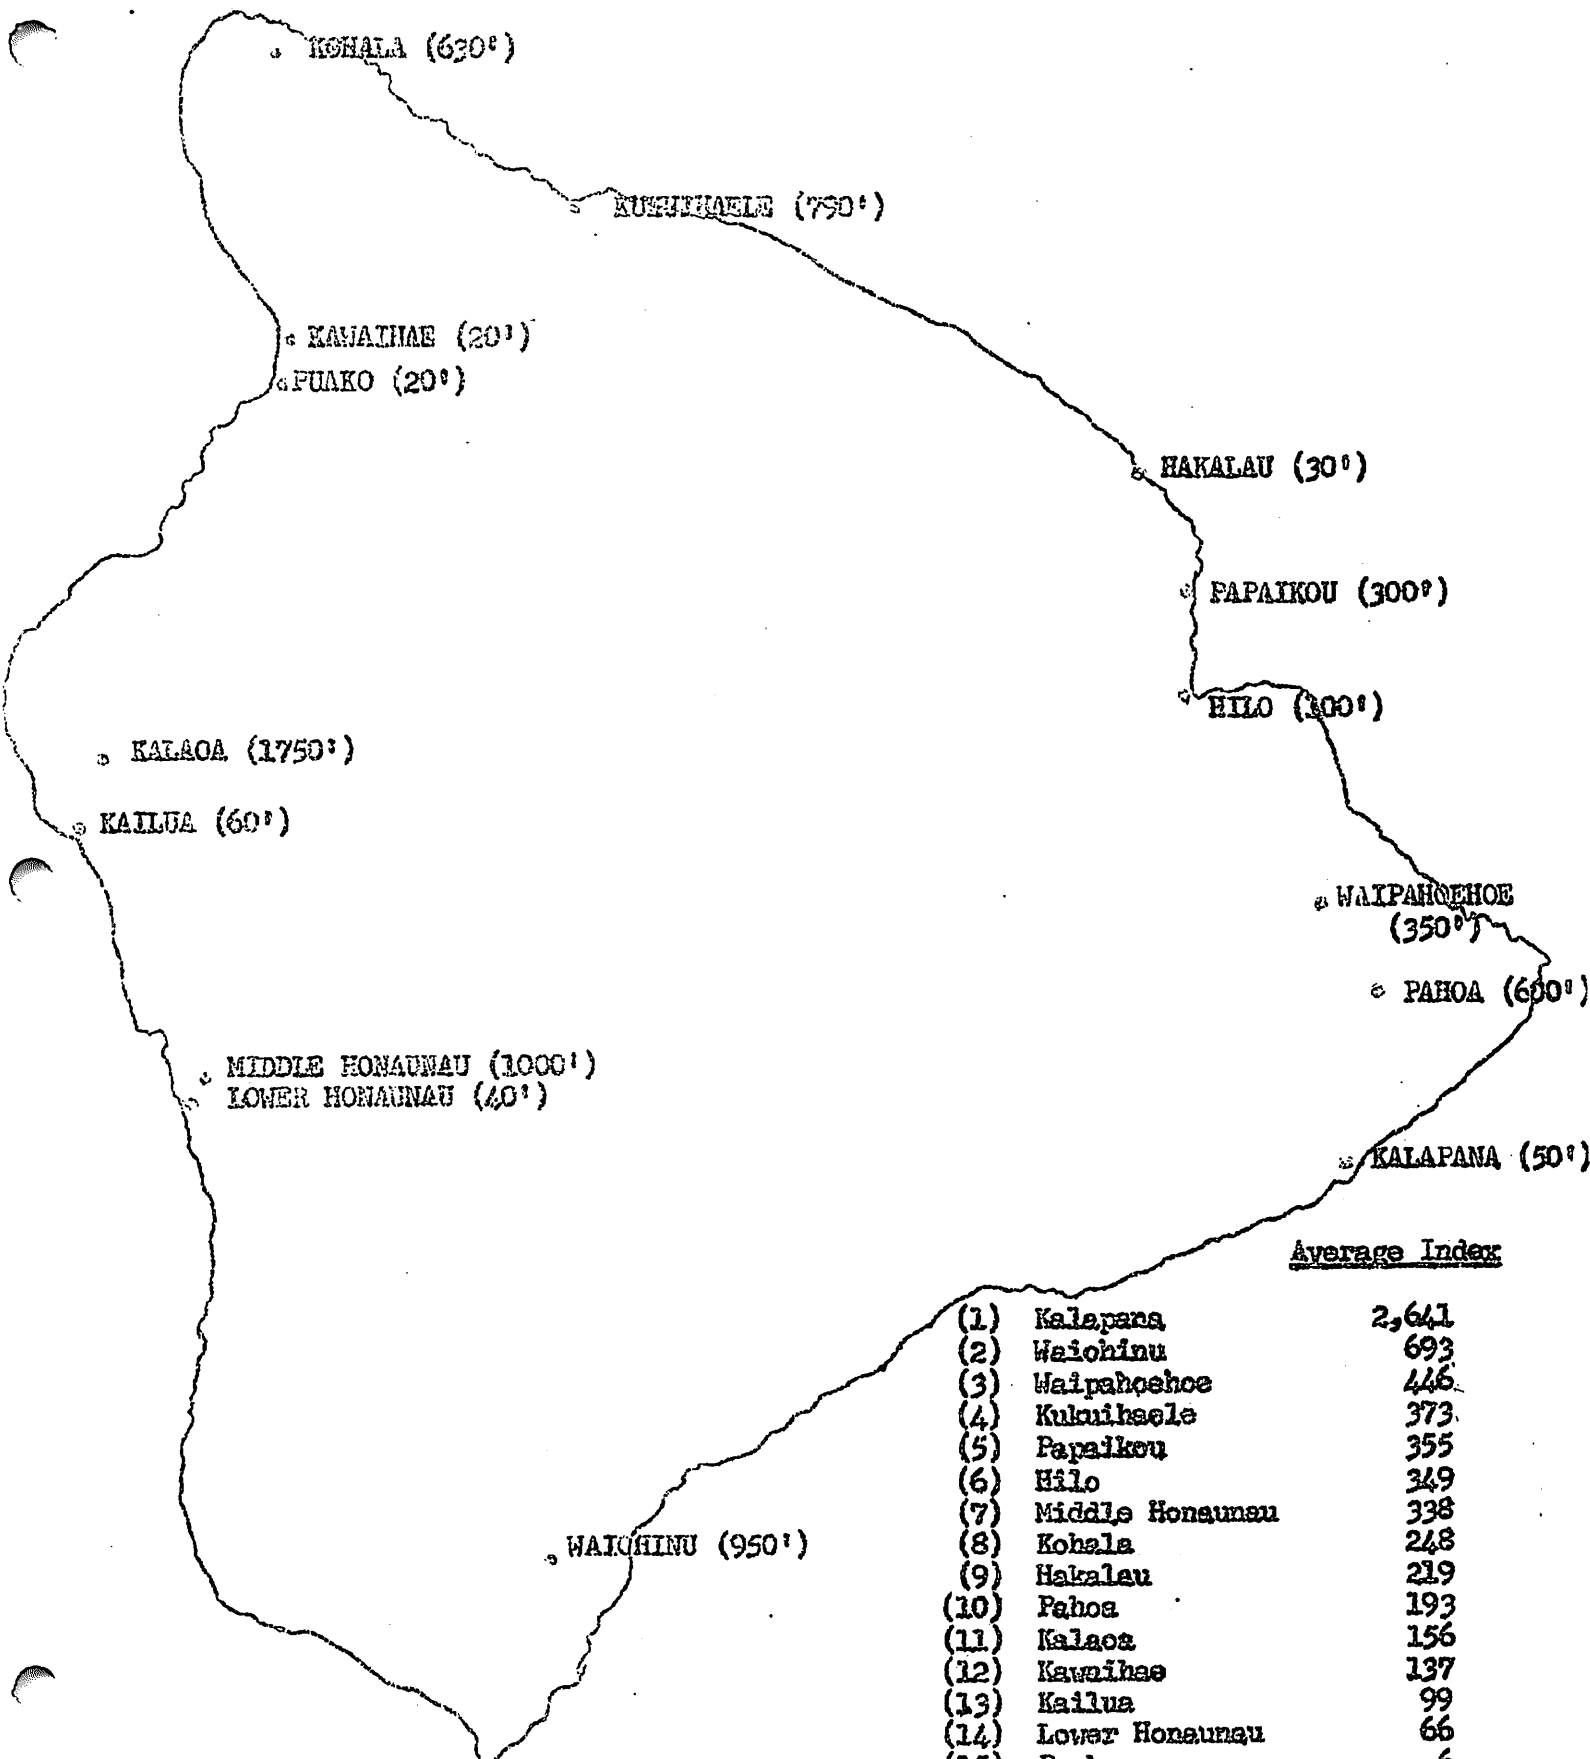 KOHALA (630')
KUKUIHAELE (750')
KAWAIHAE (20')
PUAKO (20')
HAKALAU (30')
PAPAIKOU (300')
HILO (100')
KALAOA (1750')
KAILUA (60')
WAIPAHOEHOE
(350')
PAHOA (600')
MIDDLE HONAUNAU (1000')
LOWER HONAUNAU (40')
KALAPANA (50')
WAIOHINU (950')
Average Index
(1) Kalapana 2,641
(2) Waiohinu 693
(3) Waipahoehoe 446
(4) Kukuihaele 373
(5) Papaikou 355
(6) Hilo 349
(7) Middle Honaunau 338
(8) Kohala 248
(9) Hakalau 219
(10) Pahoa 193
(11) Kalaoa 156
(12) Kawaihae 137
(13) Kailua 99
(14) Lower Honaunau 66